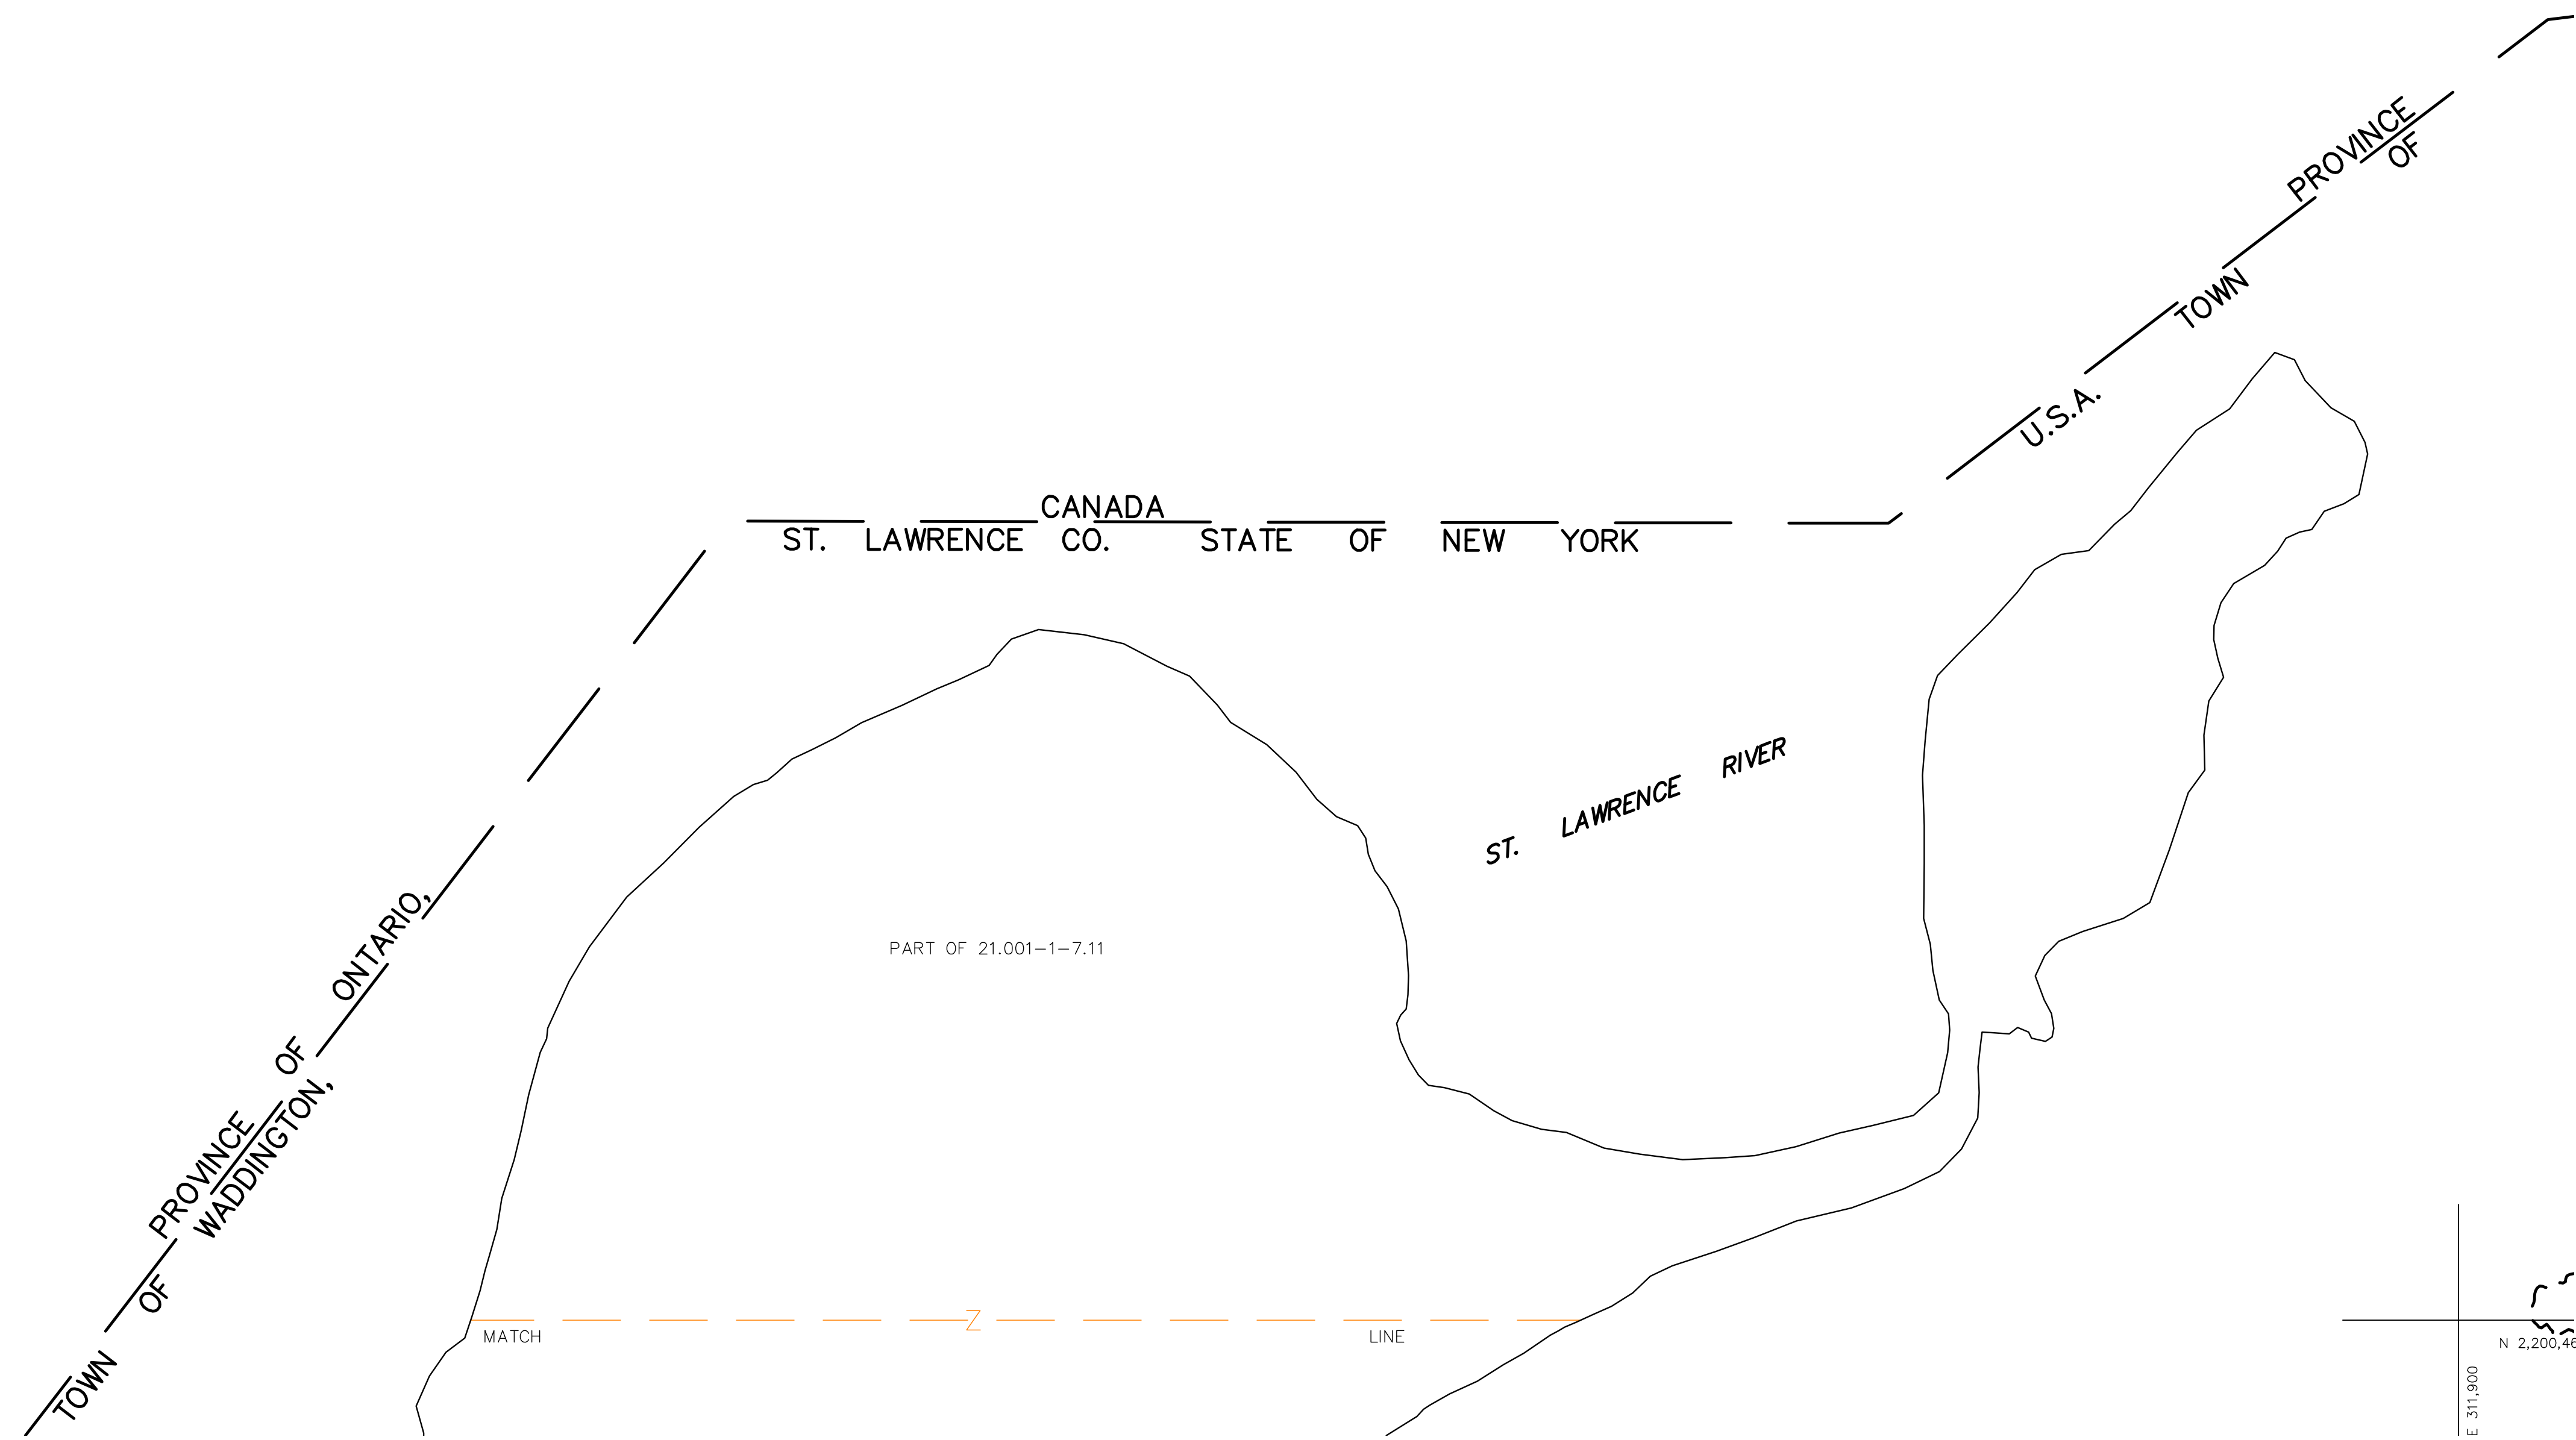 PROVINCE
OF
TOWN
U.S.A.
CANADA
ST. LAWRENCE CO. STATE OF NEW YORK
ST. LAWRENCE RIVER
PROVINCE OF ONTARIO,
TOWN OF WADDINGTON,
PART OF 21.001-1-7.11
Z
MATCH LINE
N 2,200,46
E 311,900